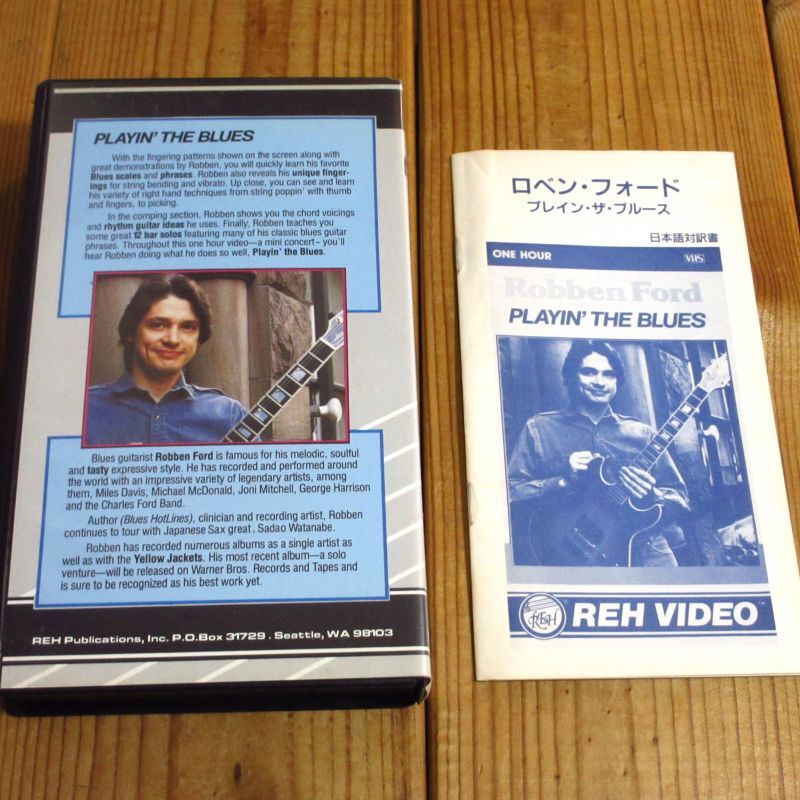 PLAYIN' THE BLUES
With the fingering patterns shown on the screen along with
great demonstrations by Robben, you will quickly learn his favorite
Blues scales and phrases. Robben also reveals his unique finger-
ings for string bending and vibrato. Up close, you can see and learn
his variety of right hand techniques from string poppin' with thumb
and fingers, to picking.
In the comping section, Robben shows you the chord voicings
and rhythm guitar ideas he uses. Finally, Robben teaches you
some great 12 bar solos featuring many of his classic blues guitar
phrases. Throughout this one hour video—a mini concert– you'll
hear Robben doing what he does so well, Playin' the Blues.
Blues guitarist Robben Ford is famous for his melodic, soulful
and tasty expressive style. He has recorded and performed around
the world with an impressive variety of legendary artists, among
them, Miles Davis, Michael McDonald, Joni Mitchell, George Harrison
and the Charles Ford Band.
Author (Blues HotLines), clinician and recording artist, Robben
continues to tour with Japanese Sax great, Sadao Watanabe.
Robben has recorded numerous albums as a single artist as
well as with the Yellow Jackets. His most recent album—a solo
venture—will be released on Warner Bros. Records and Tapes and
is sure to be recognized as his best work yet.
REH Publications, Inc. P.O.Box 31729 . Seattle, WA 98103
ロベン・フォード
プレイン・ザ・ブルース
日本語対訳書
ONE HOUR
VHS
Robben Ford
PLAYIN' THE BLUES
REH
REH VIDEO™